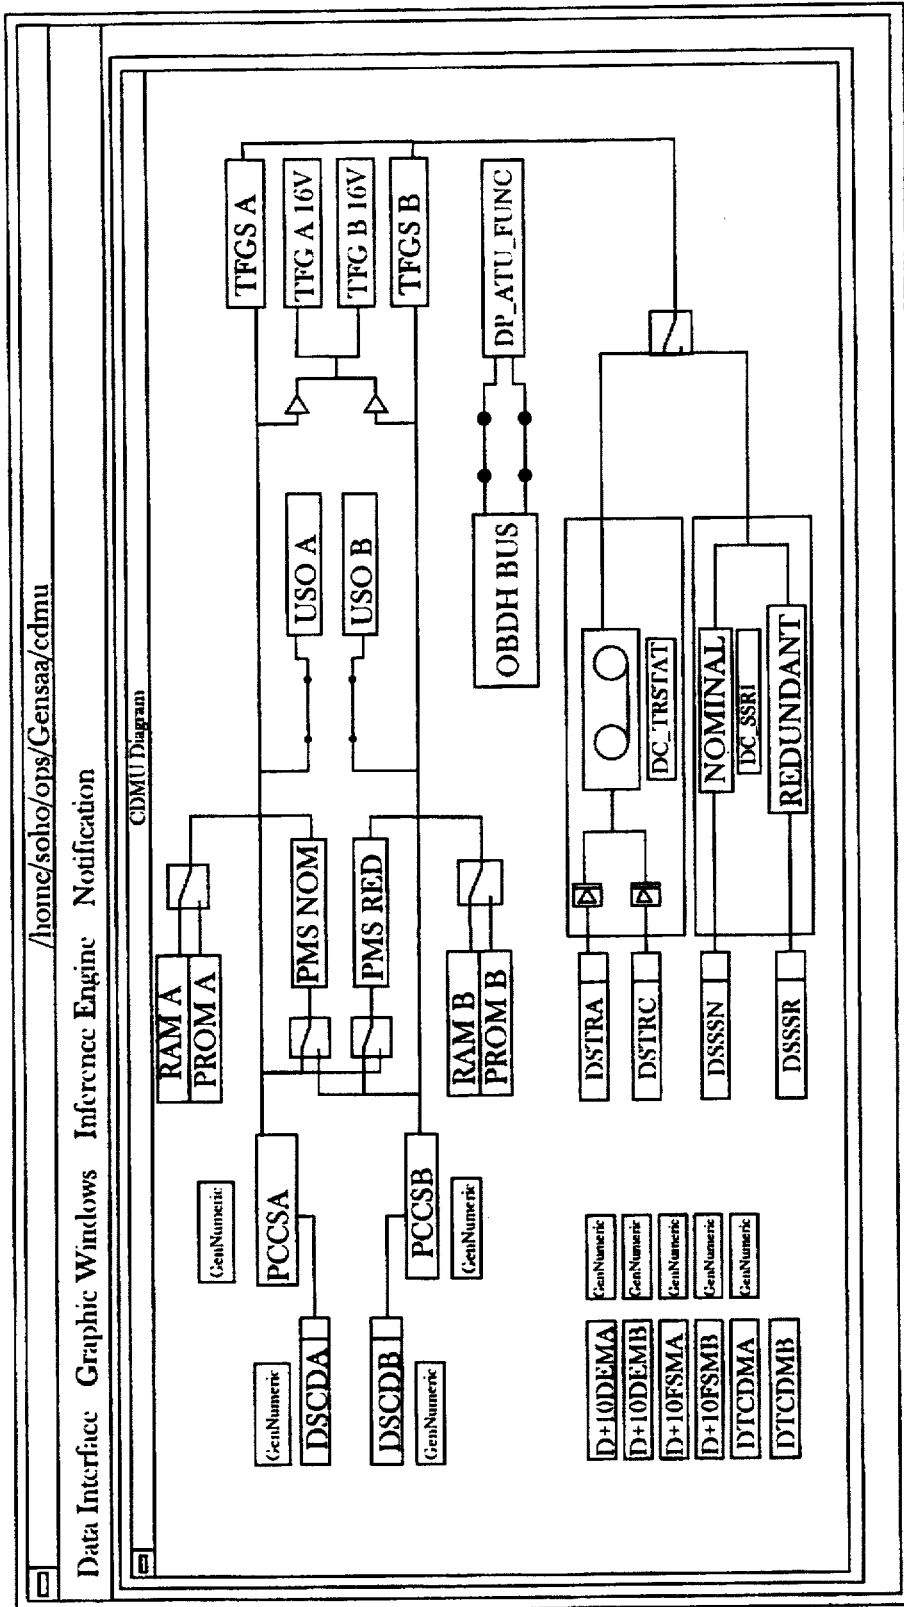 /home/soho/ops/Gensaa/cdmu
Data Interface Graphic Windows Inference Engine Notification
CDMU Diagram
RAM A
PROM A
TFGS A
TFG A 16V
TFG B 16V
TFGS B
GenNumeric
PCCSA
PMS NOM
USO A
GenNumeric
DSCDA
PMS RED
USO B
DSCDB
PCCSB
GenNumeric
GenNumeric
RAM B
PROM B
OBDH BUS
DP_ATU_FUNC
D+10DEMA GenNumeric
D+10DEMB GenNumeric
D+10FSMA GenNumeric
D+10FSMB GenNumeric
DTCDMA GenNumeric
DTCDMB
DSTRA
DSTRC
DC_TRSTAT
DSSSN
NOMINAL
DC_SSR1
DSSSR
REDUNDANT